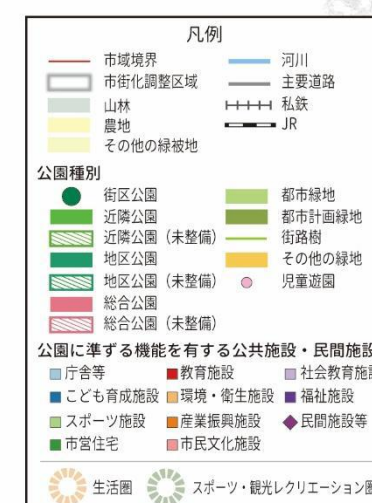 凡例
市域境界 河川
市街化調整区域 主要道路
山林 私鉄
農地 JR
その他の緑被地
公園種別
街区公園 都市緑地
近隣公園 都市計画緑地
近隣公園（未整備） 街路樹
地区公園 その他の緑地
地区公園（未整備） 児童遊園
総合公園
総合公園（未整備）
公園に準ずる機能を有する公共施設・民間施設
庁舎等 教育施設 社会教育施設
こども育成施設 環境・衛生施設 福祉施設
スポーツ施設 産業振興施設 民間施設等
市営住宅 市民文化施設
生活圏 スポーツ・観光レクリエーション圏